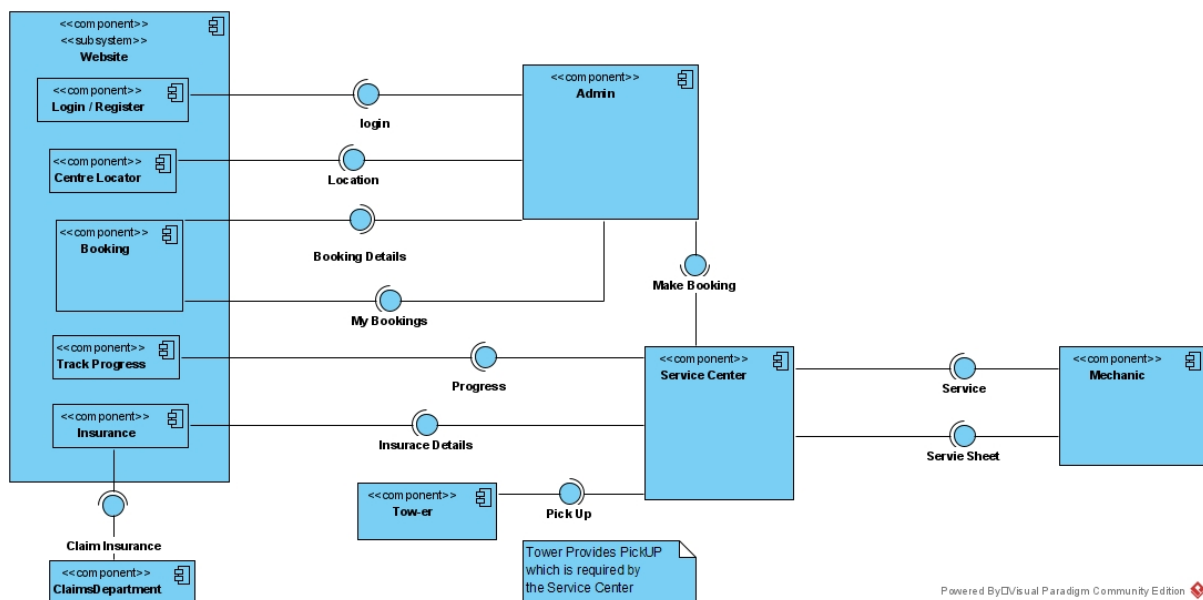 <<component>>
<<subsystem>>
Website
<<component>>
Login / Register
<<component>>
Centre Locator
<<component>>
Booking
<<component>>
Track Progress
<<component>>
Insurance
login
Location
Booking Details
My Bookings
Progress
Insurace Details
<<component>>
Admin
Make Booking
<<component>>
Service Center
Service
Servie Sheet
<<component>>
Mechanic
<<component>>
Tow-er
Pick Up
Tower Provides PickUP
which is required by
the Service Center
Claim Insurance
<<component>>
ClaimsDepartment
Powered By□Visual Paradigm Community Edition